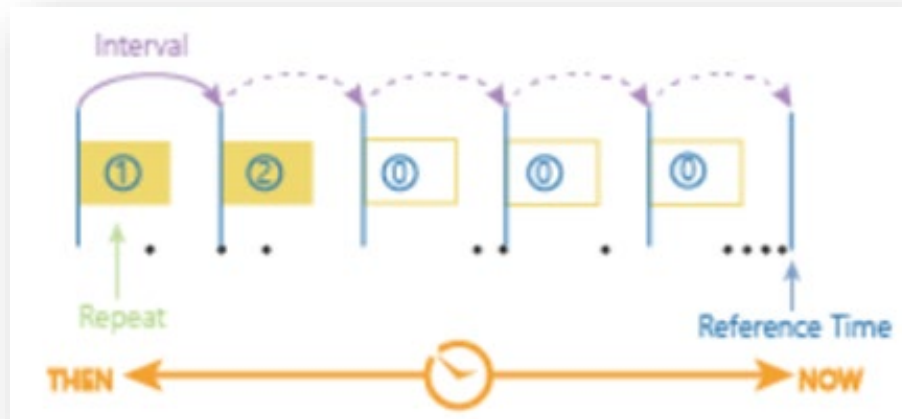 Interval
1 2 0 0 0
Repeat
Reference Time
THEN NOW